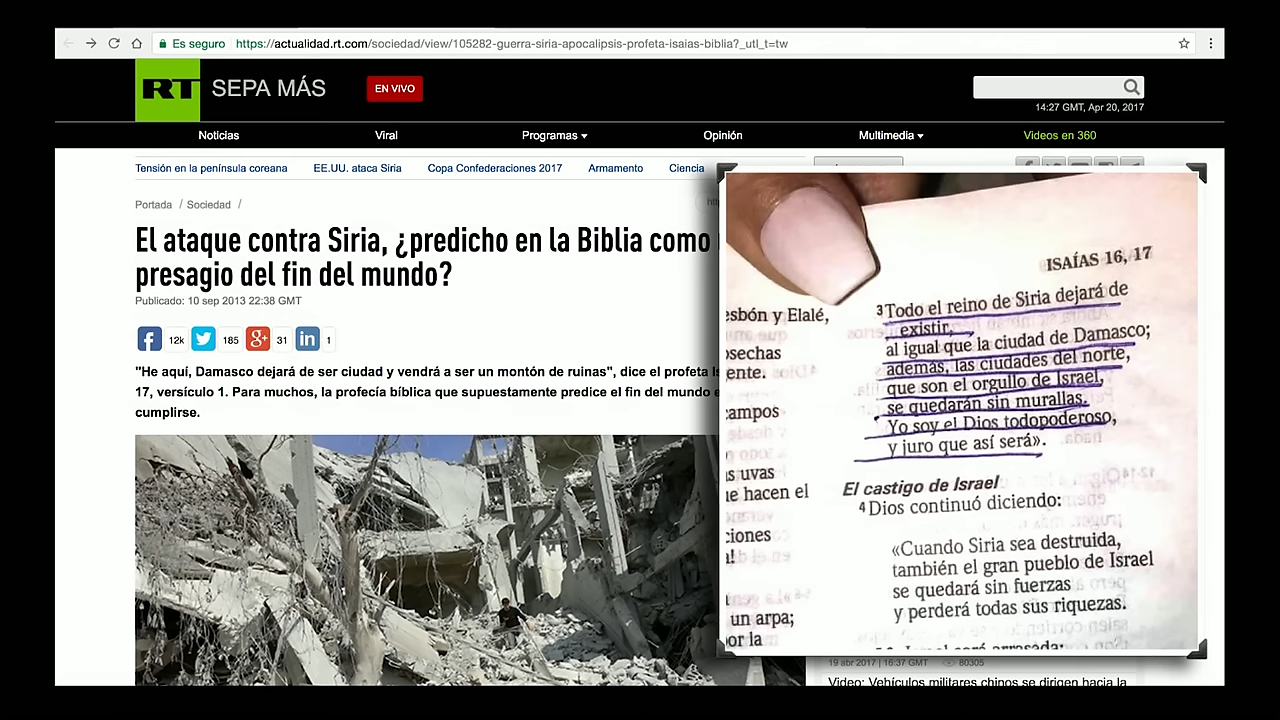 Es seguro https://actualidad.rt.com/sociedad/view/105282-guerra-siria-apocalipsis-profeta-isaias-biblia?_utl_t=tw
RT SEPA MÁS EN VIVO
14:27 GMT, Apr 20, 2017
Noticias Viral Programas Opinión Multimedia Videos en 360
Tensión en la península coreana EE.UU. ataca Siria Copa Confederaciones 2017 Armamento Ciencia
Portada / Sociedad /
El ataque contra Siria, ¿predicho en la Biblia como
presagio del fin del mundo?
Publicado: 10 sep 2013 22:38 GMT
12k 185 31 1
"He aquí, Damasco dejará de ser ciudad y vendrá a ser un montón de ruinas", dice el profeta
17, versículo 1. Para muchos, la profecía bíblica que supuestamente predice el fin del mundo
cumplirse.
ISAÍAS 16, 17
esbón y Elalé,
osechas
ente.
campos
s uvas
ue hacen el
ciones
a!
un arpa;
por la
3Todo el reino de Siria dejará de
existir,
al igual que la ciudad de Damasco;
además, las ciudades del norte,
que son el orgullo de Israel,
se quedarán sin murallas.
Yo soy el Dios todopoderoso,
y juro que así será».
El castigo de Israel
4Dios continuó diciendo:
«Cuando Siria sea destruida,
también el gran pueblo de Israel
se quedará sin fuerzas
y perderá todas sus riquezas.
19 abr 2017 | 16:37 GMT 80305
Video: Vehículos militares chinos se dirigen hacia la